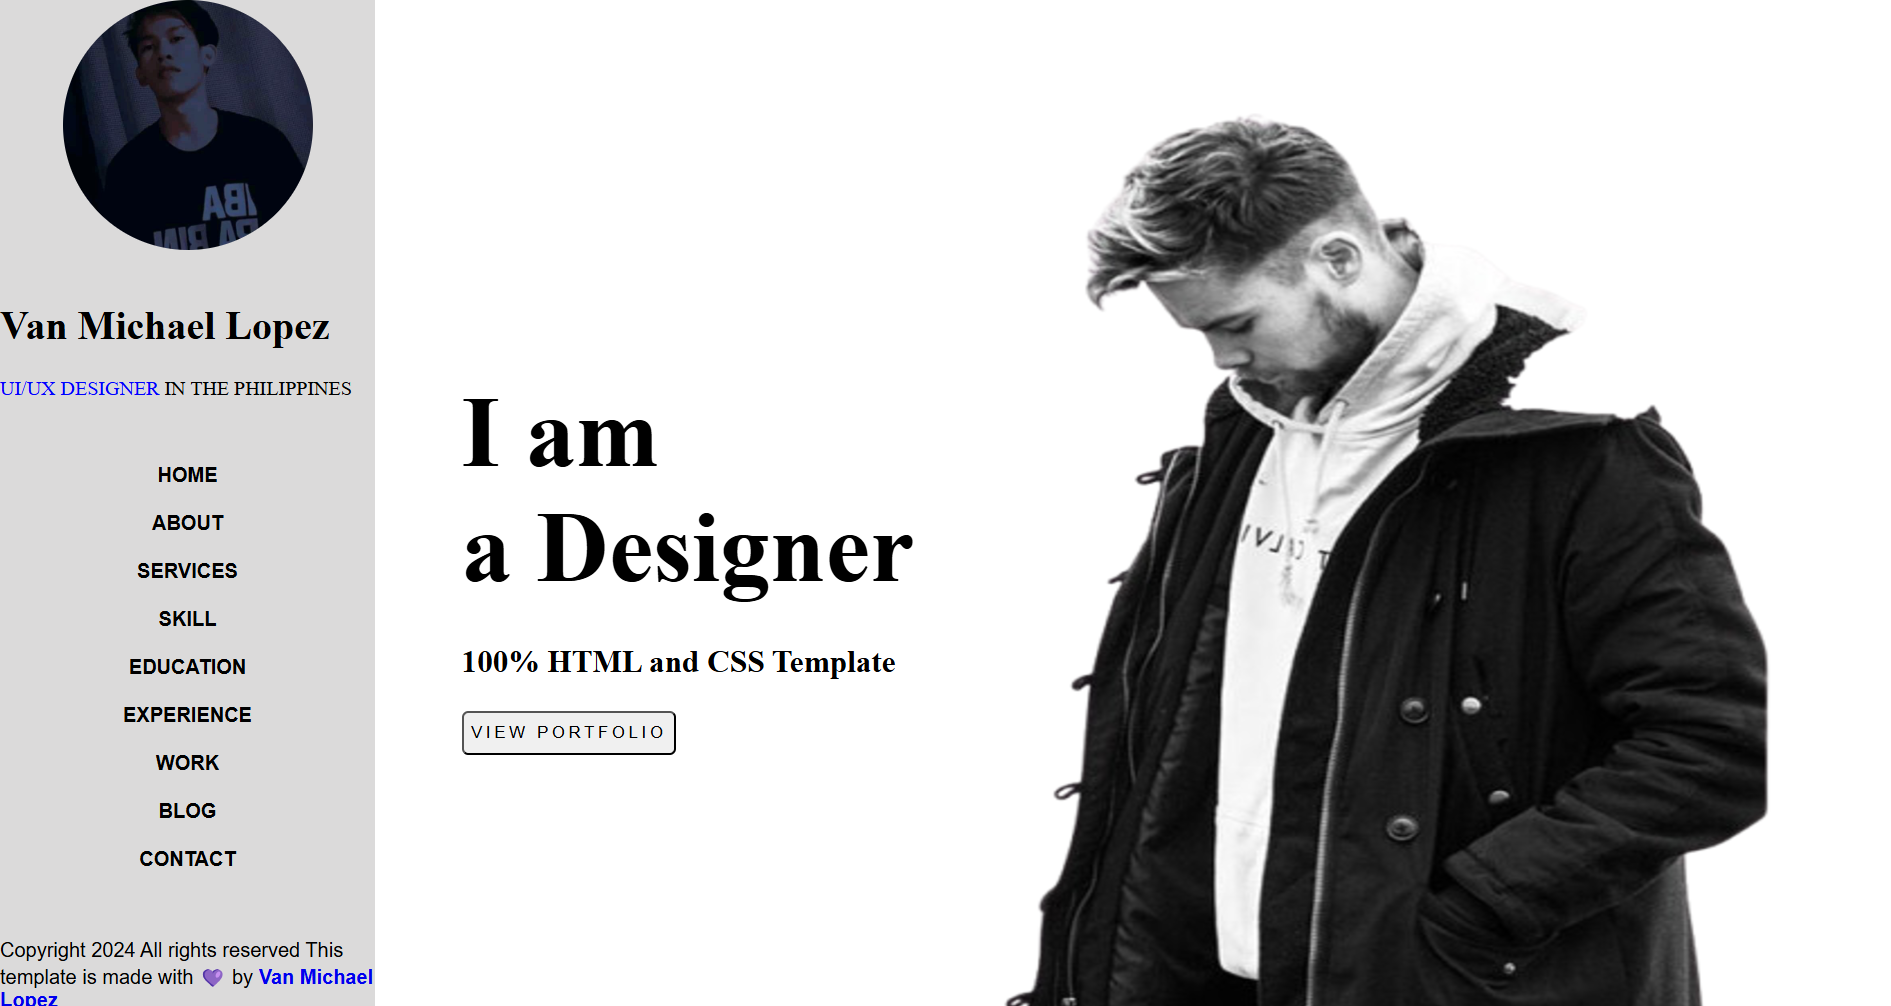 Van Michael Lopez
UI/UX DESIGNER IN THE PHILIPPINES
HOME
ABOUT
SERVICES
SKILL
EDUCATION
EXPERIENCE
WORK
BLOG
CONTACT
Copyright 2024 All rights reserved This
template is made with 💜 by Van Michael
Lopez
I am
a Designer
100% HTML and CSS Template
VIEW PORTFOLIO